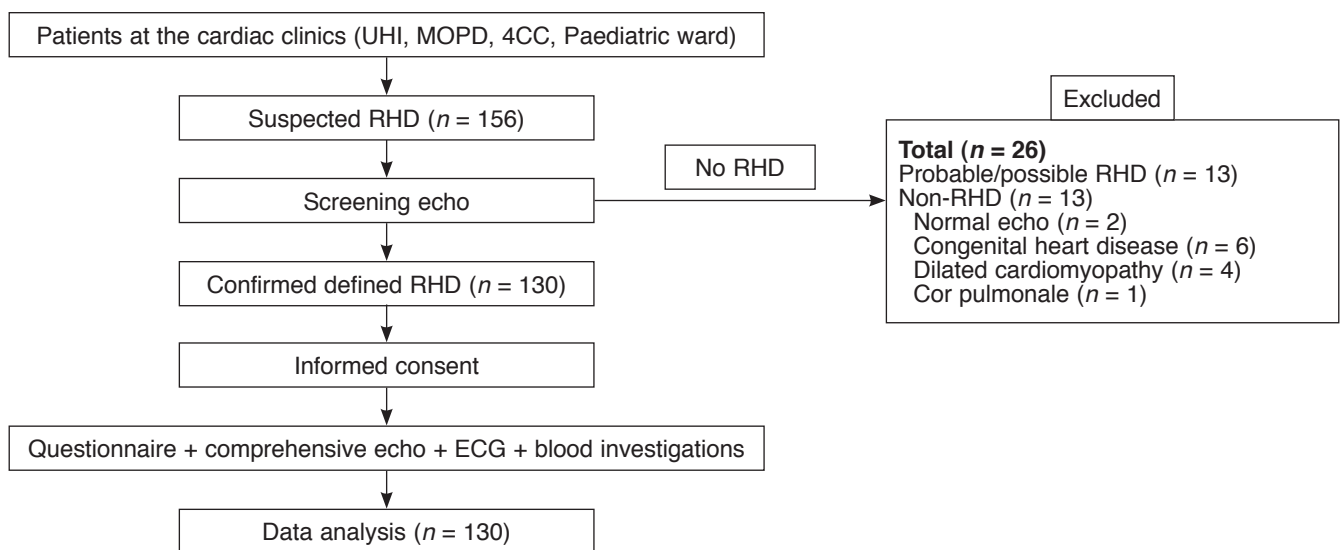 Patients at the cardiac clinics (UHI, MOPD, 4CC, Paediatric ward)
Suspected RHD (n = 156)
Screening echo
No RHD
Excluded
Total (n = 26)
Probable/possible RHD (n = 13)
Non-RHD (n = 13)
Normal echo (n = 2)
Congenital heart disease (n = 6)
Dilated cardiomyopathy (n = 4)
Cor pulmonale (n = 1)
Confirmed defined RHD (n = 130)
Informed consent
Questionnaire + comprehensive echo + ECG + blood investigations
Data analysis (n = 130)